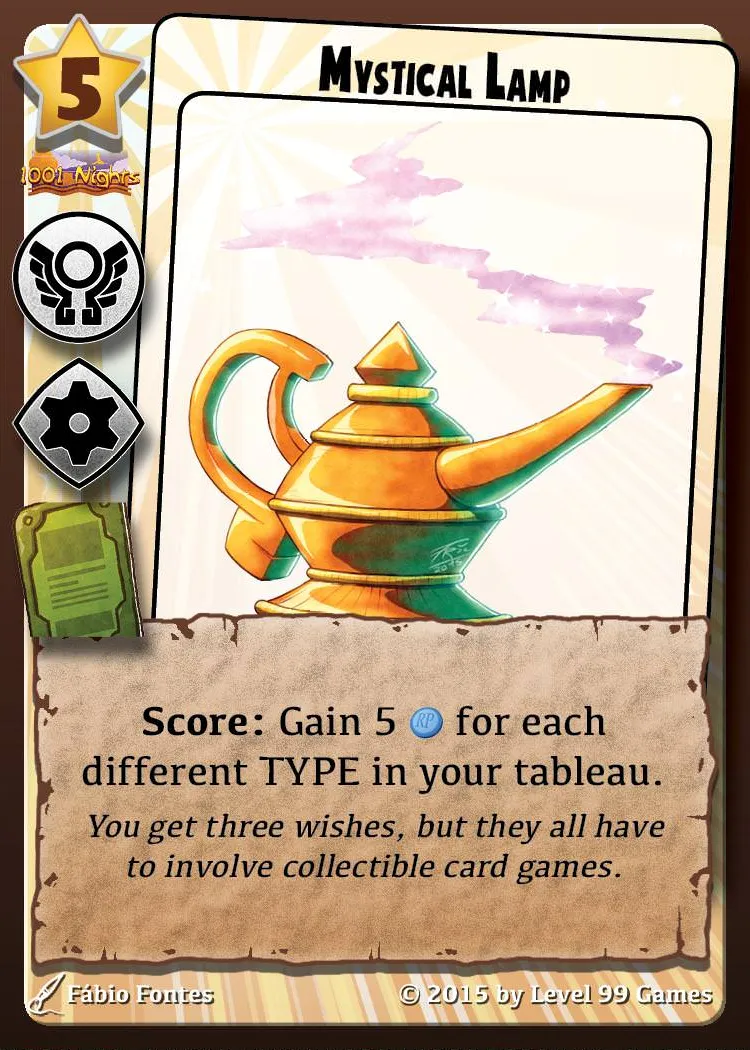 5
Mystical Lamp
1001 Nights
Score: Gain 5 RP for each
different TYPE in your tableau.
You get three wishes, but they all have
to involve collectible card games.
Fábio Fontes
© 2015 by Level 99 Games